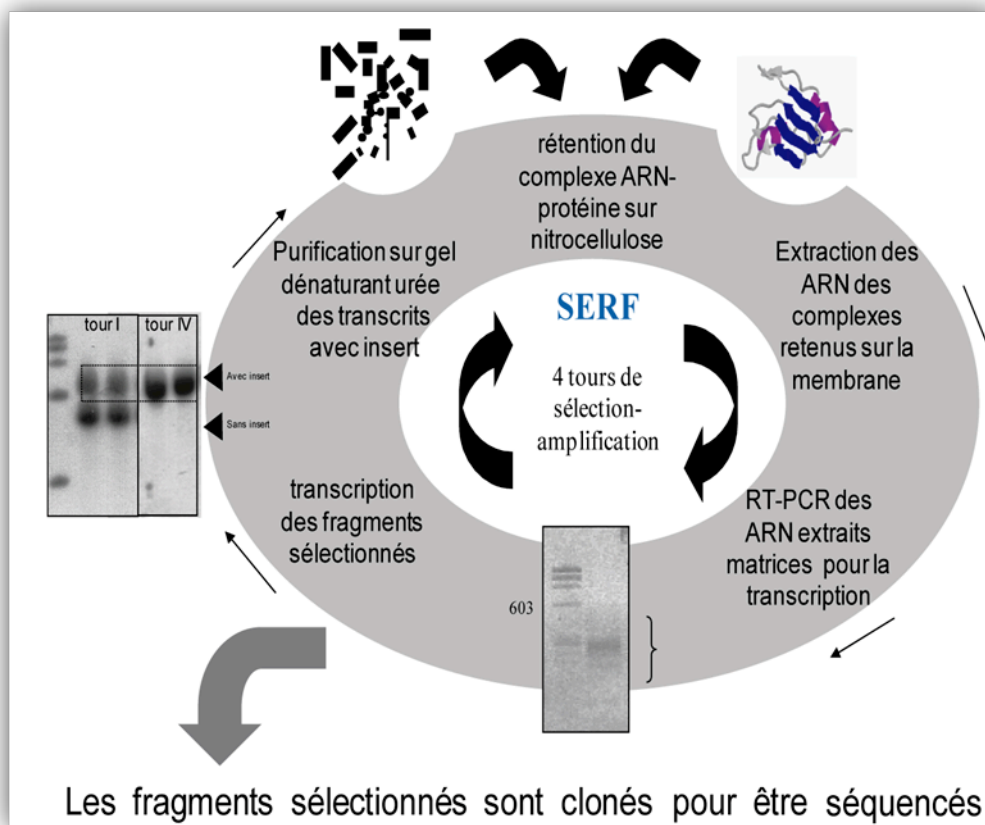 rétention du
complexe ARN-
protéine sur
nitrocellulose
Extraction des
ARN des
complexes
retenus sur la
membrane
RT-PCR des
ARN extraits
matrices pour la
transcription
603
transcription
des fragments
sélectionnés
tour I tour IV
Avec insert
Sans insert
Purification sur gel
dénaturant urée
des transcrits
avec insert
SERF
4 tours de
sélection-
amplification
Les fragments sélectionnés sont clonés pour être séquencés